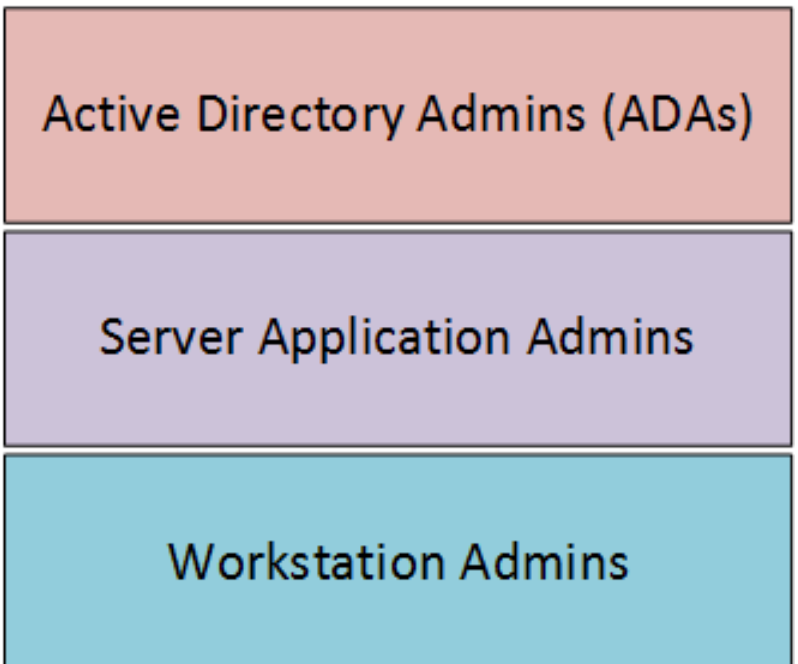 Active Directory Admins (ADAs)
Server Application Admins
Workstation Admins